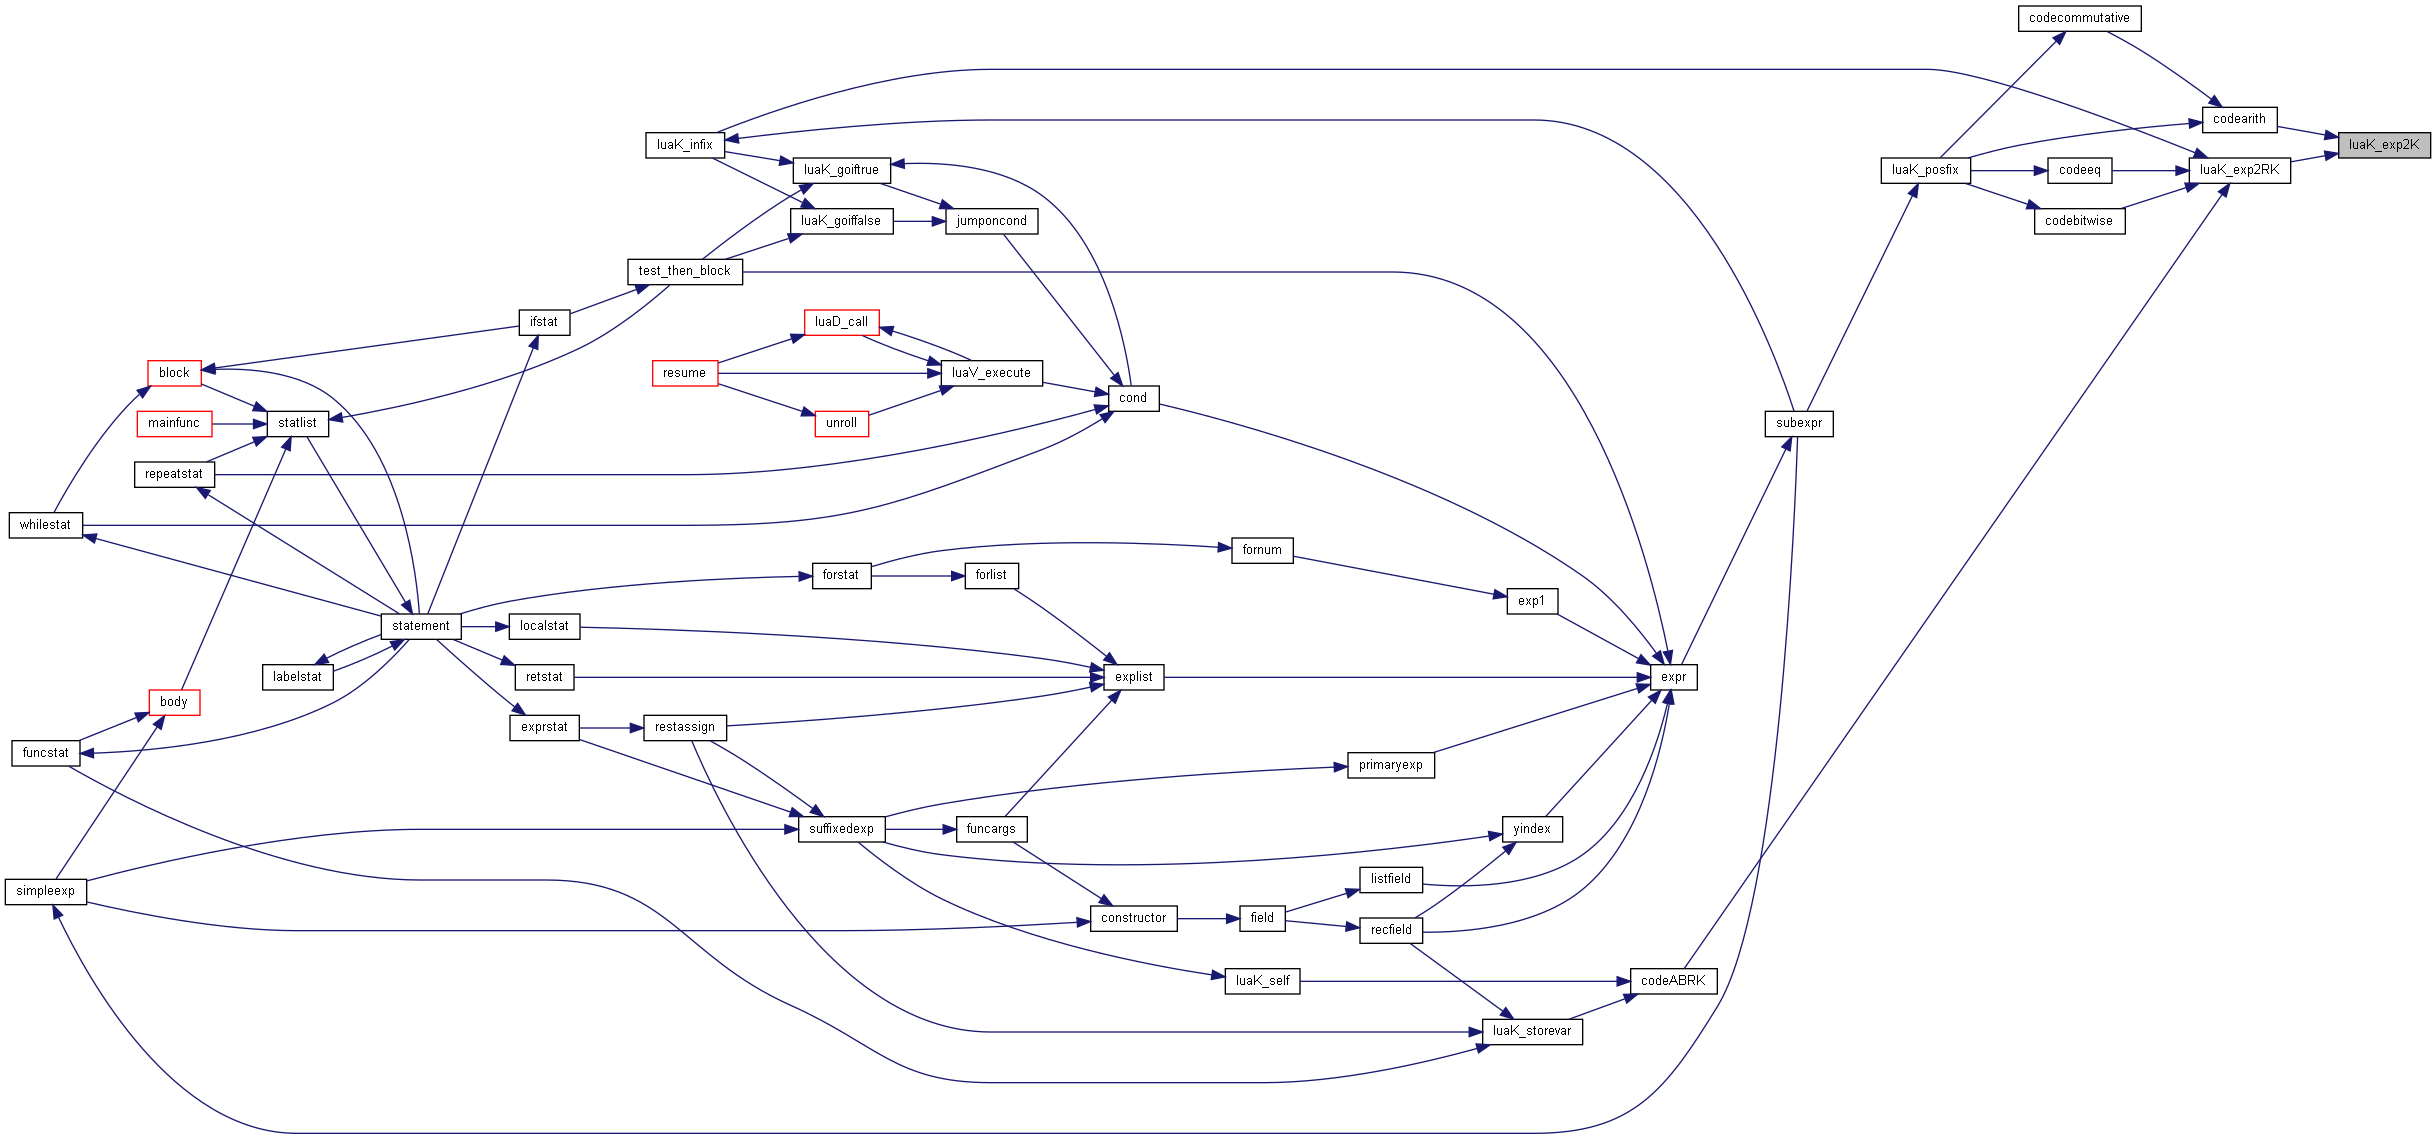 codecommutative
codearith
luaK_exp2K
luaK_infix
luaK_goiftrue
luaK_posfix
codeeq
luaK_exp2RK
luaK_goiffalse
jumponcond
codebitwise
test_then_block
ifstat
luaD_call
block
resume
luaV_execute
cond
mainfunc
statlist
unroll
subexpr
repeatstat
whilestat
fornum
forstat
forlist
exp1
statement
localstat
labelstat
retstat
explist
expr
body
funcstat
exprstat
restassign
primaryexp
suffixedexp
funcargs
yindex
simpleexp
listfield
constructor
field
recfield
luaK_self
codeABRK
luaK_storevar